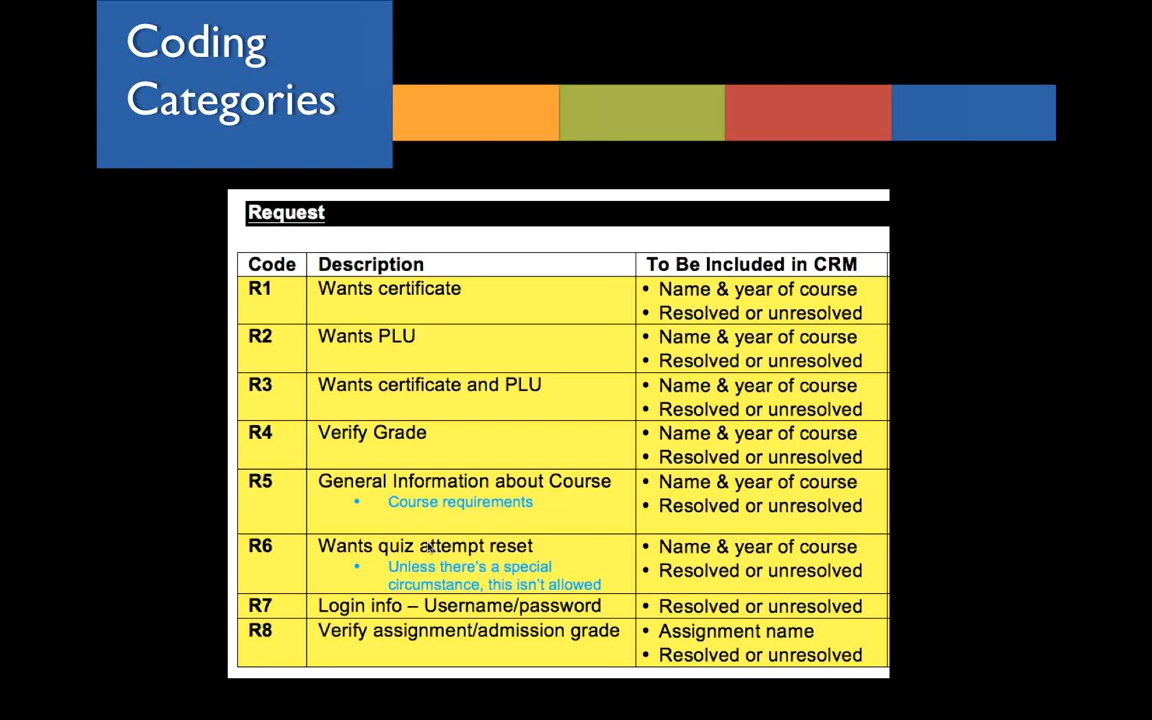 Coding
Categories
Request
Code Description To Be Included in CRM
R1 Wants certificate • Name & year of course
• Resolved or unresolved
R2 Wants PLU • Name & year of course
• Resolved or unresolved
R3 Wants certificate and PLU • Name & year of course
• Resolved or unresolved
R4 Verify Grade • Name & year of course
• Resolved or unresolved
R5 General Information about Course • Name & year of course
• Course requirements • Resolved or unresolved
R6 Wants quiz attempt reset • Name & year of course
• Unless there's a special • Resolved or unresolved
circumstance, this isn't allowed
R7 Login info – Username/password • Resolved or unresolved
R8 Verify assignment/admission grade • Assignment name
• Resolved or unresolved